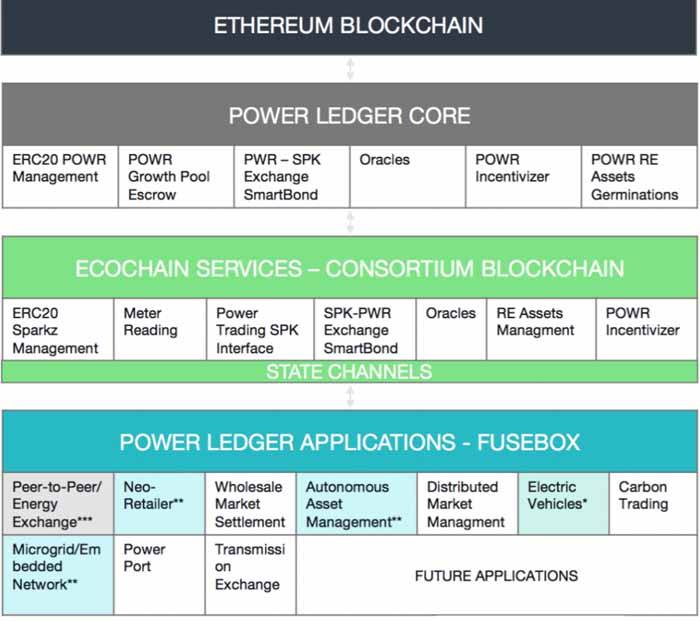 ETHEREUM BLOCKCHAIN
POWER LEDGER CORE
ERC20 POWR
Management
POWR
Growth Pool
Escrow
PWR – SPK
Exchange
SmartBond
Oracles
POWR
Incentivizer
POWR RE
Assets
Germinations
ECOCHAIN SERVICES – CONSORTIUM BLOCKCHAIN
ERC20
Sparkz
Management
Meter
Reading
Power
Trading SPK
Interface
SPK-PWR
Exchange
SmartBond
Oracles
RE Assets
Managment
POWR
Incentivizer
STATE CHANNELS
POWER LEDGER APPLICATIONS - FUSEBOX
Peer-to-Peer/
Energy
Exchange***
Neo-
Retailer**
Wholesale
Market
Settlement
Autonomous
Asset
Management**
Distributed
Market
Managment
Electric
Vehicles*
Carbon
Trading
Microgrid/Em
bedded
Network**
Power
Port
Transmissi
on
Exchange
FUTURE APPLICATIONS